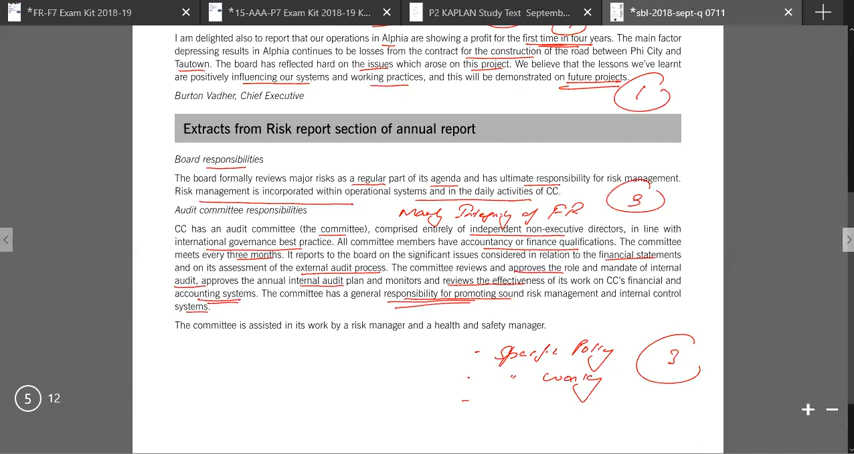 *FR-F7 Exam Kit 2018-19
*15-AAA-P7 Exam Kit 2018-19 K...
P2 KAPLAN Study Text Septemb...
*sbl-2018-sept-q 0711
I am delighted also to report that our operations in Alphia are showing a profit for the first time in four years. The main factor
depressing results in Alphia continues to be losses from the contract for the construction of the road between Phi City and
Tautown. The board has reflected hard on the issues which arose on this project. We believe that the lessons we've learnt
are positively influencing our systems and working practices, and this will be demonstrated on future projects.
1
Burton Vadher, Chief Executive
Extracts from Risk report section of annual report
Board responsibilities
The board formally reviews major risks as a regular part of its agenda and has ultimate responsibility for risk management.
Risk management is incorporated within operational systems and in the daily activities of CC.
3
Audit committee responsibilities
Mainly Integrity of FR
CC has an audit committee (the committee), comprised entirely of independent non-executive directors, in line with
international governance best practice. All committee members have accountancy or finance qualifications. The committee
meets every three months. It reports to the board on the significant issues considered in relation to the financial statements
and on its assessment of the external audit process. The committee reviews and approves the role and mandate of internal
audit, approves the annual internal audit plan and monitors and reviews the effectiveness of its work on CC's financial and
accounting systems. The committee has a general responsibility for promoting sound risk management and internal control
systems.
The committee is assisted in its work by a risk manager and a health and safety manager.
- Specific Policy
3
- "
-
5 12